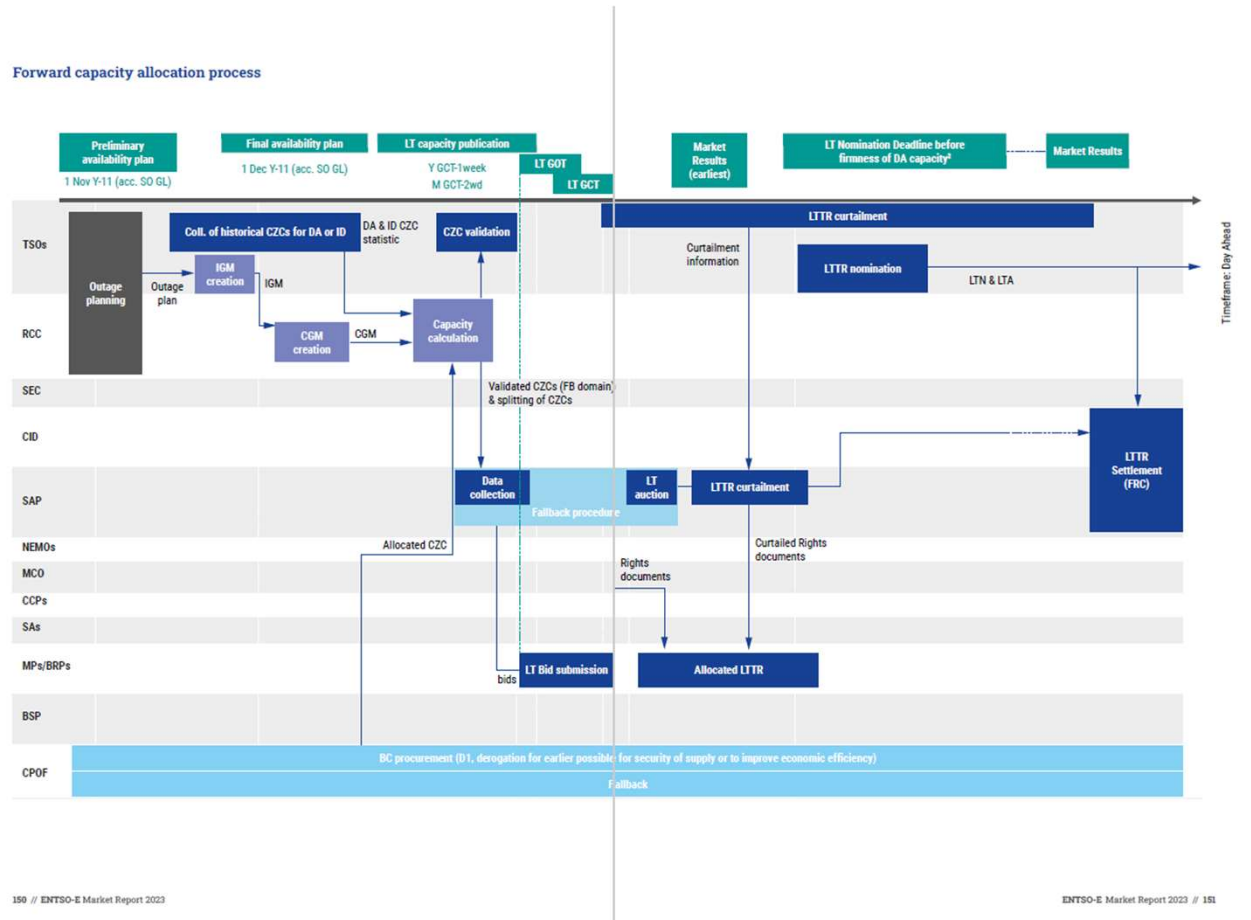 Forward capacity allocation process
Preliminary
availability plan
1 Nov Y-11 (acc. SO GL)
Final availability plan
1 Dec Y-11 (acc. SO GL)
LT capacity publication
Y GCT-1week
M GCT-2wd
LT GOT
LT GCT
Market
Results
(earliest)
LT Nomination Deadline before
firmness of DA capacity²
Market Results
TSOs
Outage
planning
Outage
plan
Coll. of historical CZCs for DA or ID
DA & ID CZC
statistic
IGM
creation
IGM
CZC validation
LTTR curtailment
Curtailment
information
LTTR nomination
LTN & LTA
Timeframe: Day Ahead
RCC
CGM
creation
CGM
Capacity
calculation
SEC
Validated CZCs (FB domain)
& splitting of CZCs
CID
LTTR
Settlement
(FRC)
SAP
Data
collection
Fallback procedure
LT
auction
LTTR curtailment
NEMOs
Allocated CZC
Curtailed Rights
documents
MCO
Rights
documents
CCPs
SAs
MPs/BRPs
bids
LT Bid submission
Allocated LTTR
BSP
CPOF
BC procurement (D1, derogation for earlier possible for security of supply or to improve economic efficiency)
Fallback
150 // ENTSO-E Market Report 2023
ENTSO-E Market Report 2023 // 151